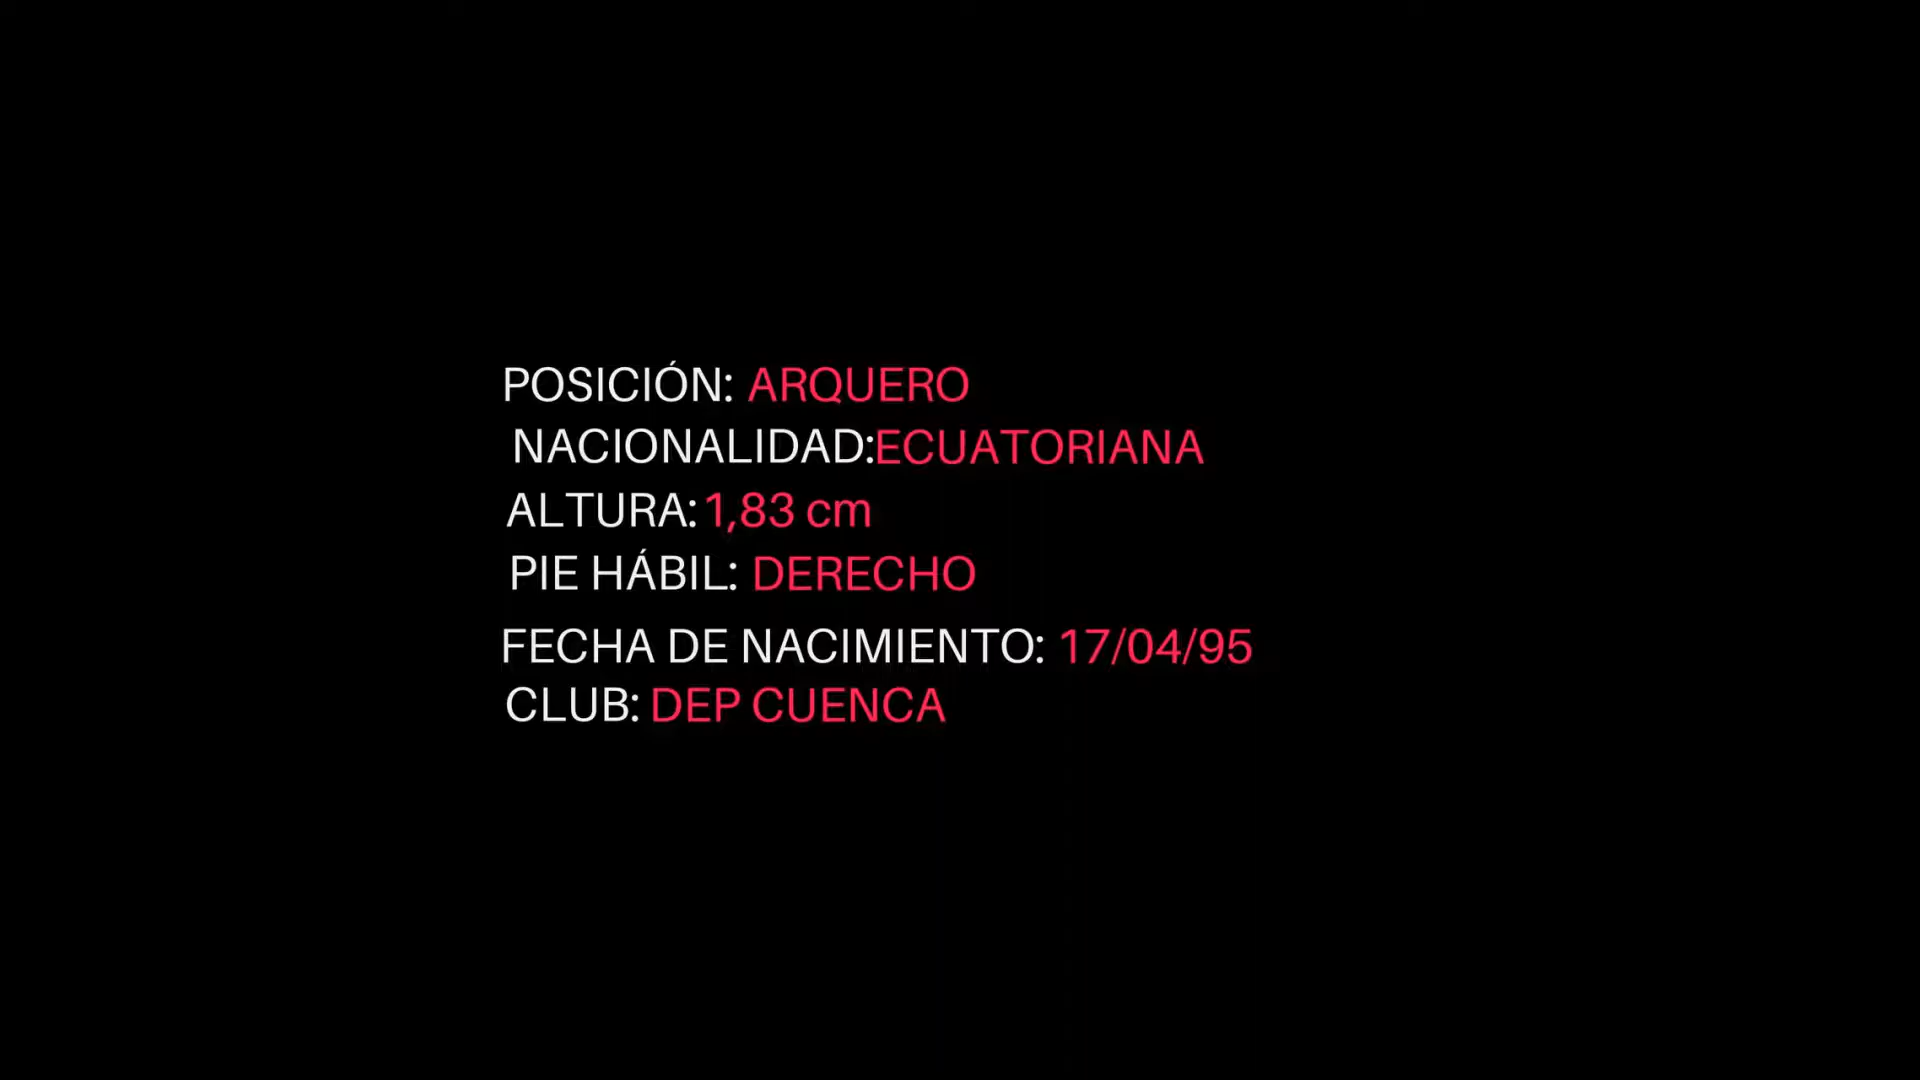 POSICIÓN: ARQUERO
NACIONALIDAD:ECUATORIANA
ALTURA: 1,83 cm
PIE HÁBIL: DERECHO
FECHA DE NACIMIENTO: 17/04/95
CLUB: DEP CUENCA